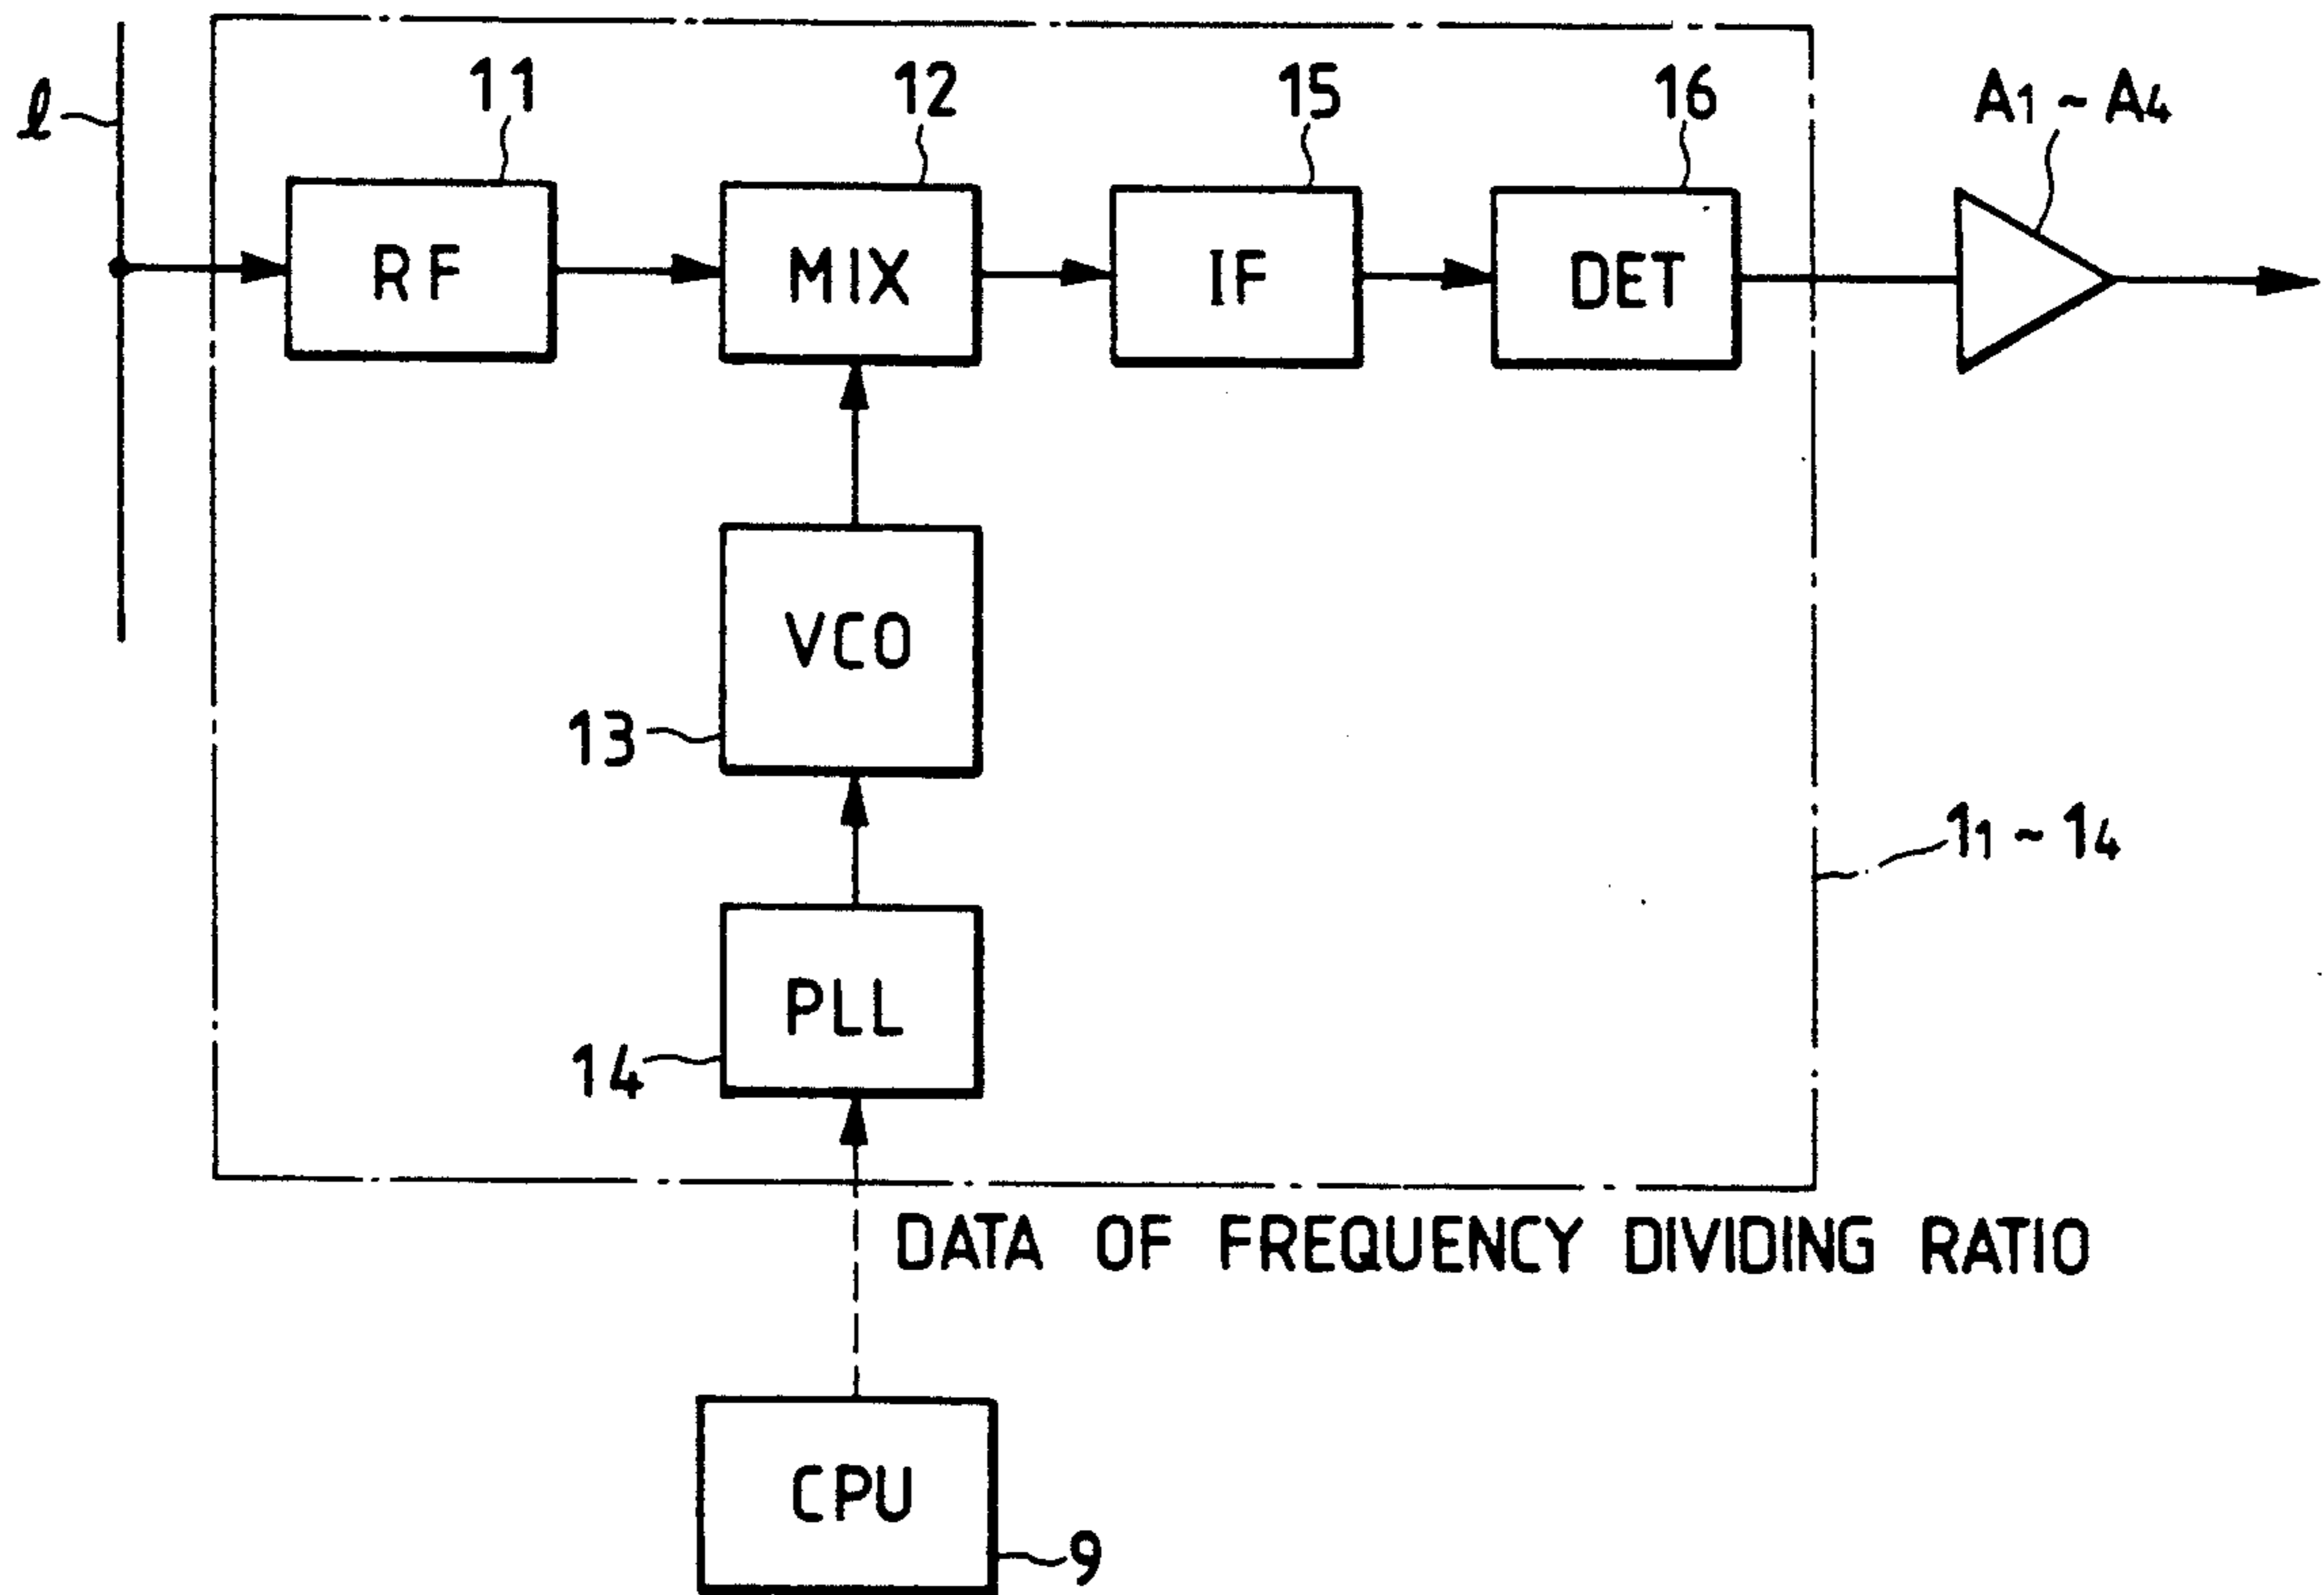 11
12
15
16
A1 ~ A4
ℓ
RF
MIX
IF
DET
VCO
13
11 ~ 14
PLL
14
DATA OF FREQUENCY DIVIDING RATIO
CPU
9